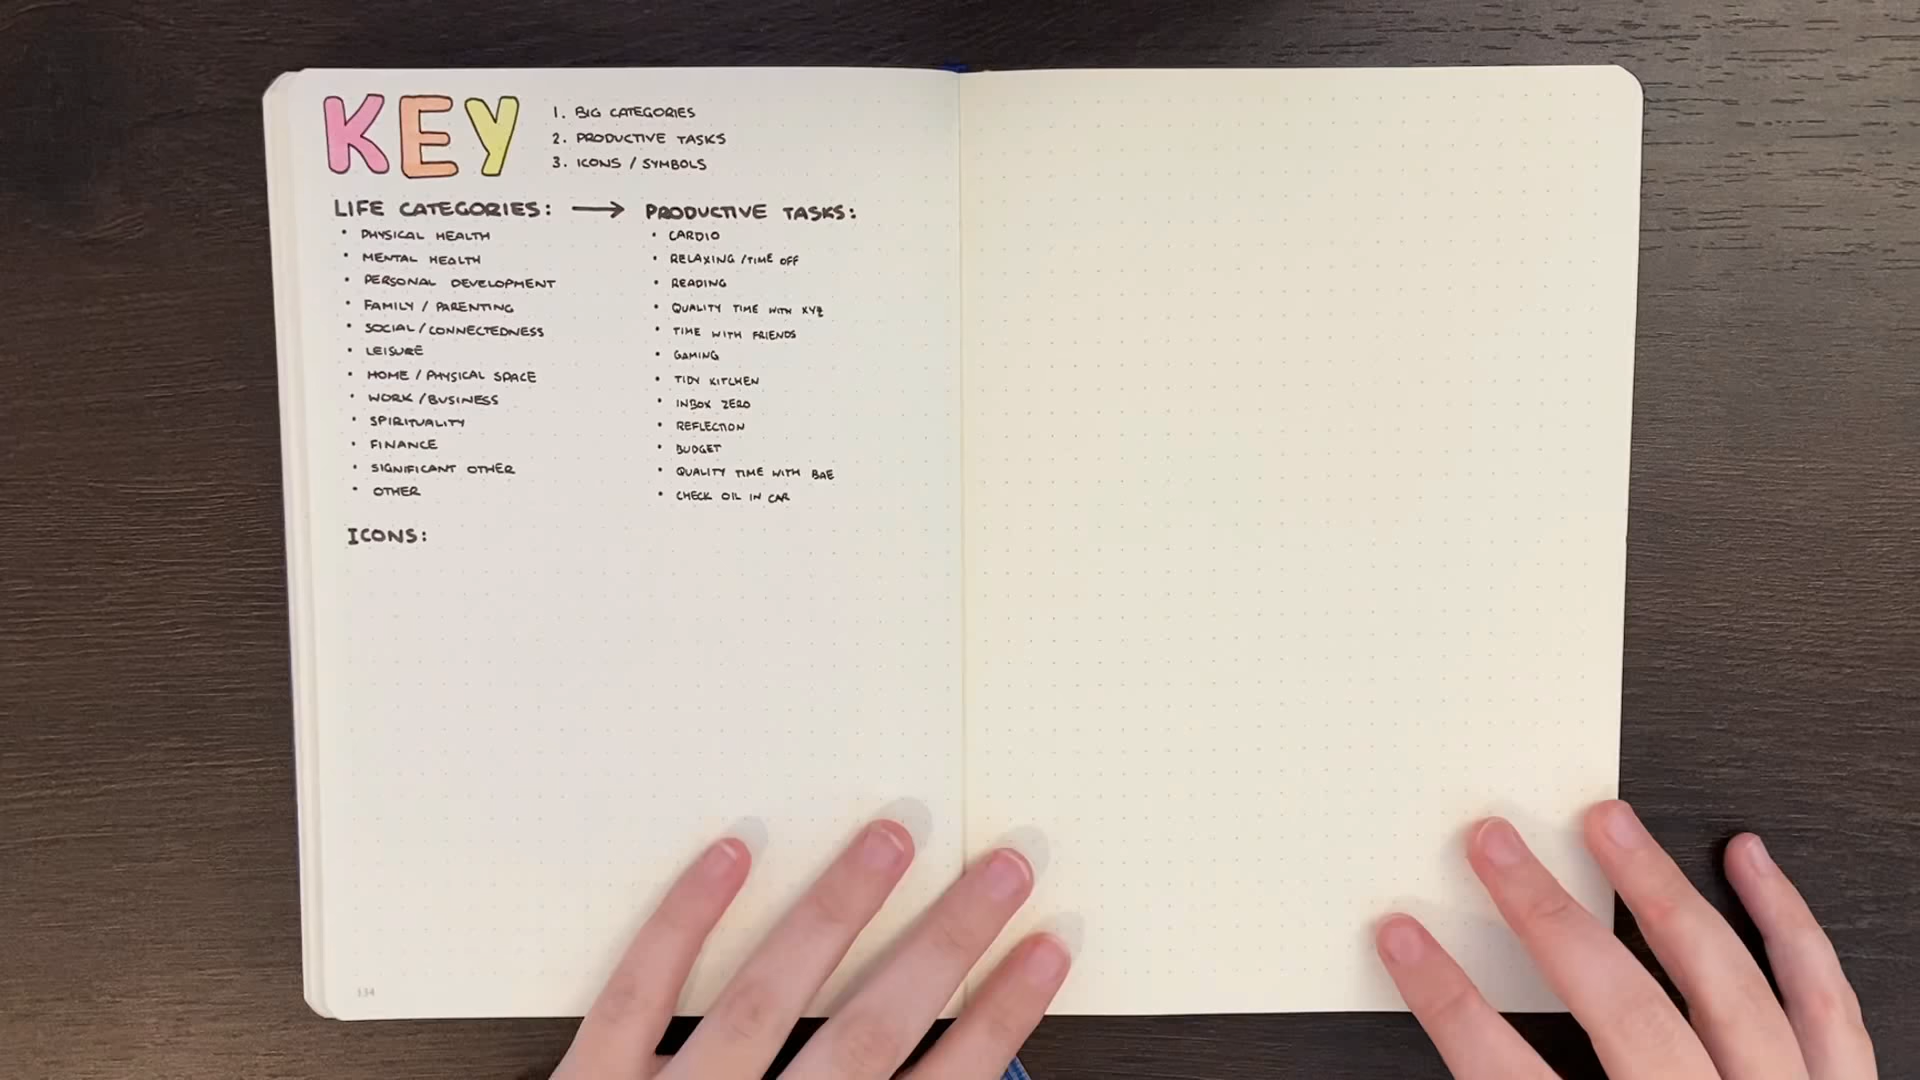 KEY
1. BIG CATEGORIES
2. PRODUCTIVE TASKS
3. ICONS / SYMBOLS
LIFE CATEGORIES: →
• PHYSICAL HEALTH
• MENTAL HEALTH
• PERSONAL DEVELOPMENT
• FAMILY / PARENTING
• SOCIAL / CONNECTEDNESS
• LEISURE
• HOME / PHYSICAL SPACE
• WORK / BUSINESS
• SPIRITUALITY
• FINANCE
• SIGNIFICANT OTHER
• OTHER
PRODUCTIVE TASKS:
• CARDIO
• RELAXING / TIME OFF
• READING
• QUALITY TIME WITH XYZ
• TIME WITH FRIENDS
• GAMING
• TIDY KITCHEN
• INBOX ZERO
• REFLECTION
• BUDGET
• QUALITY TIME WITH BAE
• CHECK OIL IN CAR
ICONS:
134